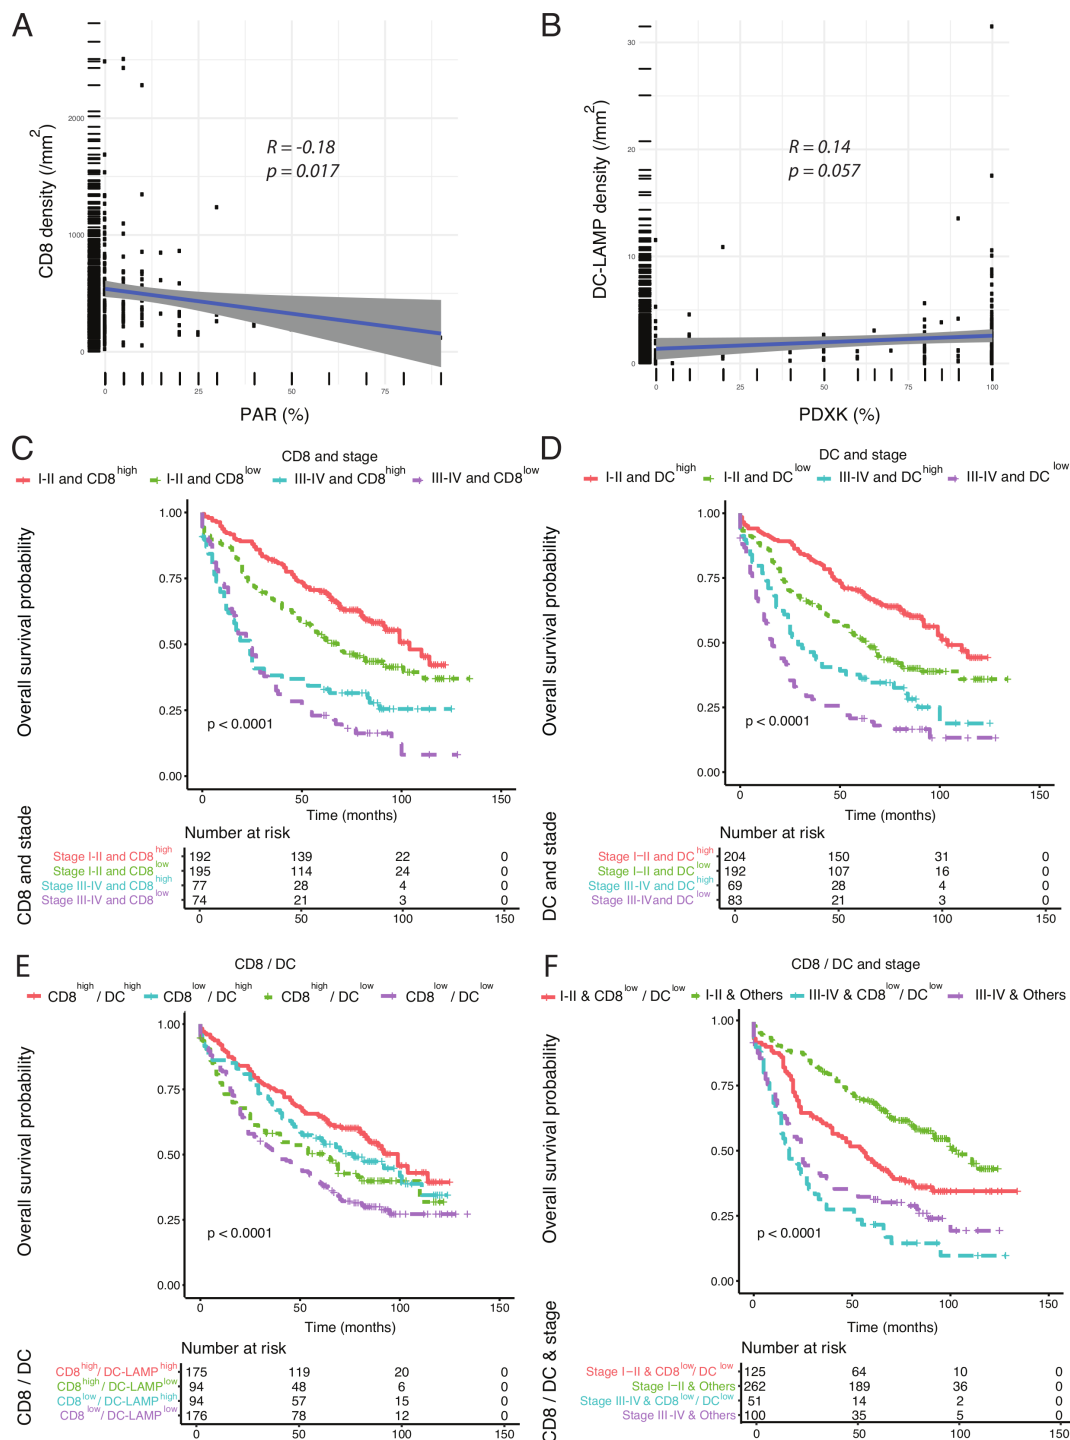 A
CD8 density (/mm2)
2000
1000
0
R = -0.18
p = 0.017
0 25 50 75
PAR (%)
B
DC-LAMP density (/mm2)
30
20
10
0
R = 0.14
p = 0.057
0 25 50 75 100
PDXK (%)
C
CD8 and stage
I-II and CD8high I-II and CD8low III-IV and CD8high III-IV and CD8low
Overall survival probability
1.00
0.75
0.50
0.25
0.00
p < 0.0001
0 50 100 150
Time (months)
CD8 and stade
Number at risk
Stage I-II and CD8high 192 139 22 0
Stage I-II and CD8low 195 114 24 0
Stage III-IV and CD8high 77 28 4 0
Stage III-IV and CD8low 74 21 3 0
0 50 100 150
D
DC and stage
I-II and DChigh I-II and DClow III-IV and DChigh III-IV and DClow
Overall survival probability
1.00
0.75
0.50
0.25
0.00
p < 0.0001
0 50 100 150
Time (months)
DC and stade
Number at risk
Stage I–II and DChigh 204 150 31 0
Stage I–II and DClow 192 107 16 0
Stage III-IV and DChigh 69 28 4 0
Stage III-IVand DClow 83 21 3 0
0 50 100 150
E
CD8 / DC
CD8high / DChigh CD8low / DChigh CD8high / DClow CD8low / DClow
Overall survival probability
1.00
0.75
0.50
0.25
0.00
p < 0.0001
0 50 100 150
Time (months)
CD8 / DC
Number at risk
CD8high/ DC-LAMPhigh 175 119 20 0
CD8high/ DC-LAMPlow 94 48 6 0
CD8low/ DC-LAMPhigh 94 57 15 0
CD8low/ DC-LAMPlow 176 78 12 0
0 50 100 150
F
CD8 / DC and stage
I-II & CD8low/ DClow I-II & Others III-IV & CD8low/ DClow III-IV & Others
Overall survival probability
1.00
0.75
0.50
0.25
0.00
p < 0.0001
0 50 100 150
Time (months)
CD8 / DC & stage
Number at risk
Stage I–II & CD8low/ DClow 125 64 10 0
Stage I–II & Others 262 189 36 0
Stage III-IV & CD8low/ DClow 51 14 2 0
Stage III-IV & Others 100 35 5 0
0 50 100 150